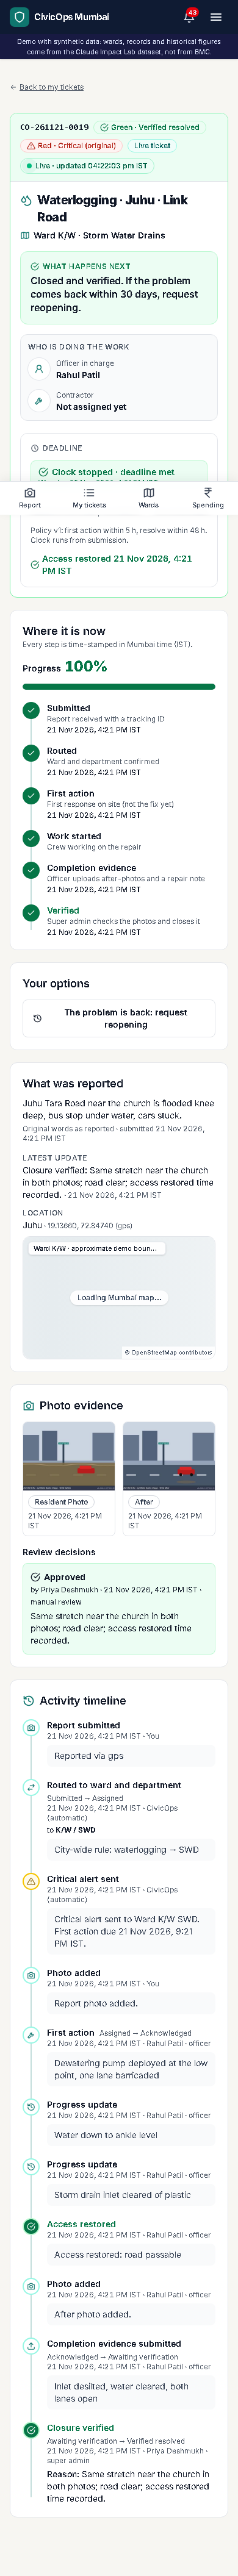 CivicOps Mumbai
43
Demo with synthetic data: wards, records and historical figures
come from the Claude Impact Lab dataset, not from BMC.
← Back to my tickets
CO-261121-0019
Green · Verified resolved
Red · Critical (original)
Live ticket
Live · updated 04:22:03 pm IST
Waterlogging · Juhu · Link
Road
Ward K/W · Storm Water Drains
WHAT HAPPENS NEXT
Closed and verified. If the problem
comes back within 30 days, request
reopening.
WHO IS DOING THE WORK
Officer in charge
Rahul Patil
Contractor
Not assigned yet
DEADLINE
Clock stopped · deadline met
Report
My tickets
Wards
Spending
Policy v1: first action within 5 h, resolve within 48 h.
Clock runs from submission.
Access restored 21 Nov 2026, 4:21
PM IST
Where it is now
Every step is time-stamped in Mumbai time (IST).
Progress 100%
Submitted
Report received with a tracking ID
21 Nov 2026, 4:21 PM IST
Routed
Ward and department confirmed
21 Nov 2026, 4:21 PM IST
First action
First response on site (not the fix yet)
21 Nov 2026, 4:21 PM IST
Work started
Crew working on the repair
Completion evidence
Officer uploads after-photos and a repair note
21 Nov 2026, 4:21 PM IST
Verified
Super admin checks the photos and closes it
21 Nov 2026, 4:21 PM IST
Your options
The problem is back: request
reopening
What was reported
Juhu Tara Road near the church is flooded knee
deep, bus stop under water, cars stuck.
Original words as reported · submitted 21 Nov 2026,
4:21 PM IST
LATEST UPDATE
Closure verified: Same stretch near the church
in both photos; road clear; access restored time
recorded. · 21 Nov 2026, 4:21 PM IST
LOCATION
Juhu · 19.13660, 72.84740 (gps)
Ward K/W · approximate demo boun...
Loading Mumbai map...
© OpenStreetMap contributors
Photo evidence
Resident Photo
21 Nov 2026, 4:21 PM
IST
After
21 Nov 2026, 4:21 PM
IST
Review decisions
Approved
by Priya Deshmukh · 21 Nov 2026, 4:21 PM IST ·
manual review
Same stretch near the church in both
photos; road clear; access restored time
recorded.
Activity timeline
Report submitted
21 Nov 2026, 4:21 PM IST · You
Reported via gps
Routed to ward and department
Submitted → Assigned
21 Nov 2026, 4:21 PM IST · CivicOps
(automatic)
to K/W / SWD
City-wide rule: waterlogging → SWD
Critical alert sent
21 Nov 2026, 4:21 PM IST · CivicOps
(automatic)
Critical alert sent to Ward K/W SWD.
First action due 21 Nov 2026, 9:21
PM IST.
Photo added
21 Nov 2026, 4:21 PM IST · You
Report photo added.
First action Assigned → Acknowledged
21 Nov 2026, 4:21 PM IST · Rahul Patil · officer
Dewatering pump deployed at the low
point, one lane barricaded
Progress update
21 Nov 2026, 4:21 PM IST · Rahul Patil · officer
Water down to ankle level
Progress update
21 Nov 2026, 4:21 PM IST · Rahul Patil · officer
Storm drain inlet cleared of plastic
Access restored
21 Nov 2026, 4:21 PM IST · Rahul Patil · officer
Access restored: road passable
Photo added
21 Nov 2026, 4:21 PM IST · Rahul Patil · officer
After photo added.
Completion evidence submitted
Acknowledged → Awaiting verification
21 Nov 2026, 4:21 PM IST · Rahul Patil · officer
Inlet desilted, water cleared, both
lanes open
Closure verified
Awaiting verification → Verified resolved
21 Nov 2026, 4:21 PM IST · Priya Deshmukh ·
super admin
Reason: Same stretch near the church in
both photos; road clear; access restored
time recorded.